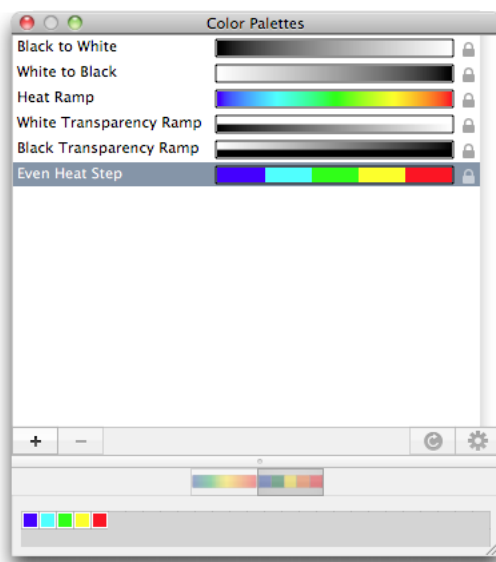 Color Palettes
Black to White
White to Black
Heat Ramp
White Transparency Ramp
Black Transparency Ramp
Even Heat Step